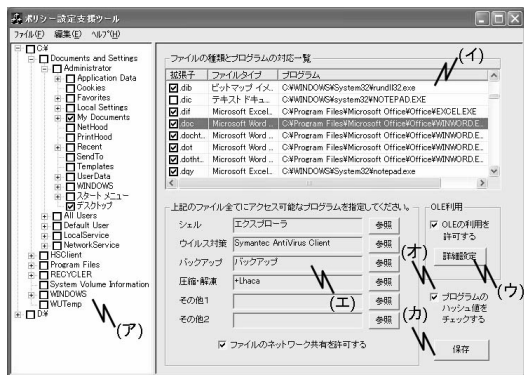 ポリシー設定支援ツール
ファイル(F) 編集(E) ヘルプ(H)
C:¥
Documents and Settings
Administrator
Application Data
Cookies
Favorites
Local Settings
My Documents
NetHood
PrintHood
Recent
SendTo
Templates
UserData
WINDOWS
スタート メニュー
デスクトップ
All Users
Default User
LocalService
NetworkService
HSClient
Program Files
RECYCLER
System Volume Information
WINDOWS
WUTemp
D:¥
(ア)
ファイルの種類とプログラムの対応一覧
(イ)
拡張子 ファイルタイプ プログラム
.dib ビットマップ イメ.. C:¥WINDOWS¥System32¥rundll32.exe
.dic テキスト ドキュ... C:¥WINDOWS¥system32¥NOTEPAD.EXE
.dif Microsoft Excel... C:¥Program Files¥Microsoft Office¥Office¥EXCEL.EXE
.doc Microsoft Word ... C:¥Program Files¥Microsoft Office¥Office¥WINWORD.E...
.docht... Microsoft Word ... C:¥Program Files¥Microsoft Office¥Office¥WINWORD.E...
.dot Microsoft Word ... C:¥Program Files¥Microsoft Office¥Office¥WINWORD.E...
.dotht... Microsoft Word ... C:¥Program Files¥Microsoft Office¥Office¥WINWORD.E...
.dqy Microsoft Excel... C:¥WINDOWS¥System32¥notepad.exe
上記のファイル全てにアクセス可能なプログラムを指定してください。
シェル エクスプローラ 参照
ウイルス対策 Symantec AntiVirus Client 参照
バックアップ バックアップ 参照
圧縮・解凍 +Lhaca 参照
その他1 参照
その他2 参照
(エ)
ファイルのネットワーク共有を許可する
OLE利用
OLEの利用を許可する
詳細設定
(ウ)
(オ)
プログラムのハッシュ値をチェックする
(カ)
保存